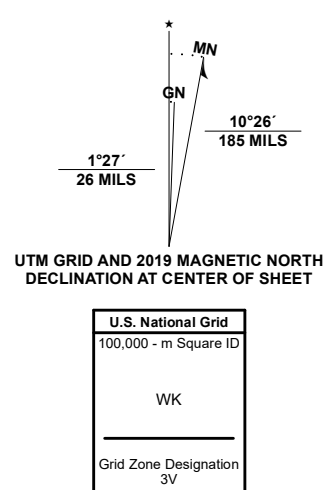 ★
MN
GN
10°26´
185 MILS
1°27´
26 MILS
UTM GRID AND 2019 MAGNETIC NORTH
DECLINATION AT CENTER OF SHEET
U.S. National Grid
100,000 - m Square ID
WK
Grid Zone Designation
3V